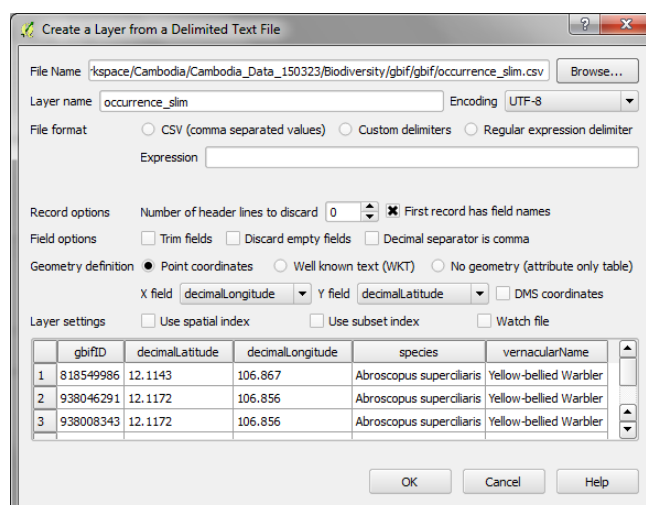 Create a Layer from a Delimited Text File
File Name rkspace/Cambodia/Cambodia_Data_150323/Biodiversity/gbif/gbif/occurrence_slim.csv Browse...
Layer name occurrence_slim Encoding UTF-8
File format CSV (comma separated values) Custom delimiters Regular expression delimiter
Expression
Record options Number of header lines to discard 0 First record has field names
Field options Trim fields Discard empty fields Decimal separator is comma
Geometry definition Point coordinates Well known text (WKT) No geometry (attribute only table)
X field decimalLongitude Y field decimalLatitude DMS coordinates
Layer settings Use spatial index Use subset index Watch file
gbifID decimalLatitude decimalLongitude species vernacularName
1 818549986 12.1143 106.867 Abroscopus superciliaris Yellow-bellied Warbler
2 938046291 12.1172 106.856 Abroscopus superciliaris Yellow-bellied Warbler
3 938008343 12.1172 106.856 Abroscopus superciliaris Yellow-bellied Warbler
OK Cancel Help